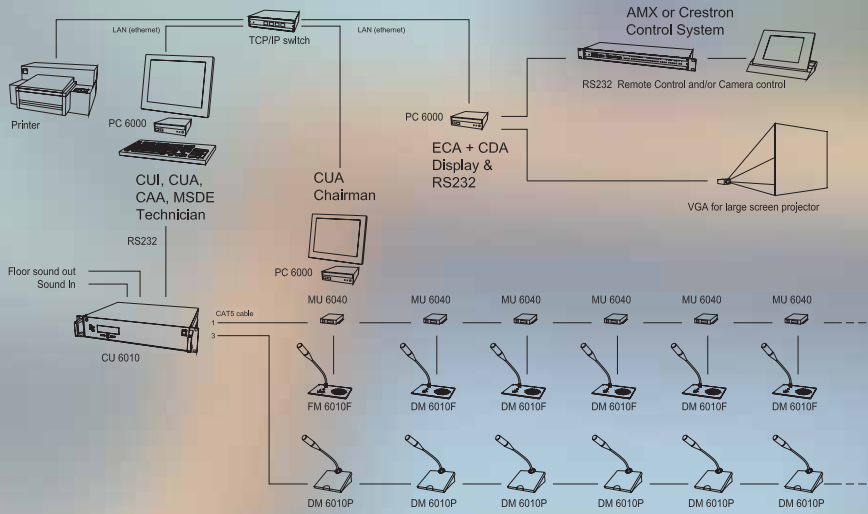 AMX or Crestron
Control System
LAN (ethernet)
TCP/IP switch
LAN (ethernet)
RS232 Remote Control and/or Camera control
Printer
PC 6000
PC 6000
ECA + CDA
Display &
RS232
CUI, CUA,
CAA, MSDE
Technician
CUA
Chairman
VGA for large screen projector
RS232
Floor sound out
Sound In
PC 6000
CAT5 cable
1
3
CU 6010
MU 6040
MU 6040
MU 6040
MU 6040
MU 6040
MU 6040
FM 6010F
DM 6010F
DM 6010F
DM 6010F
DM 6010F
DM 6010F
DM 6010P
DM 6010P
DM 6010P
DM 6010P
DM 6010P
DM 6010P